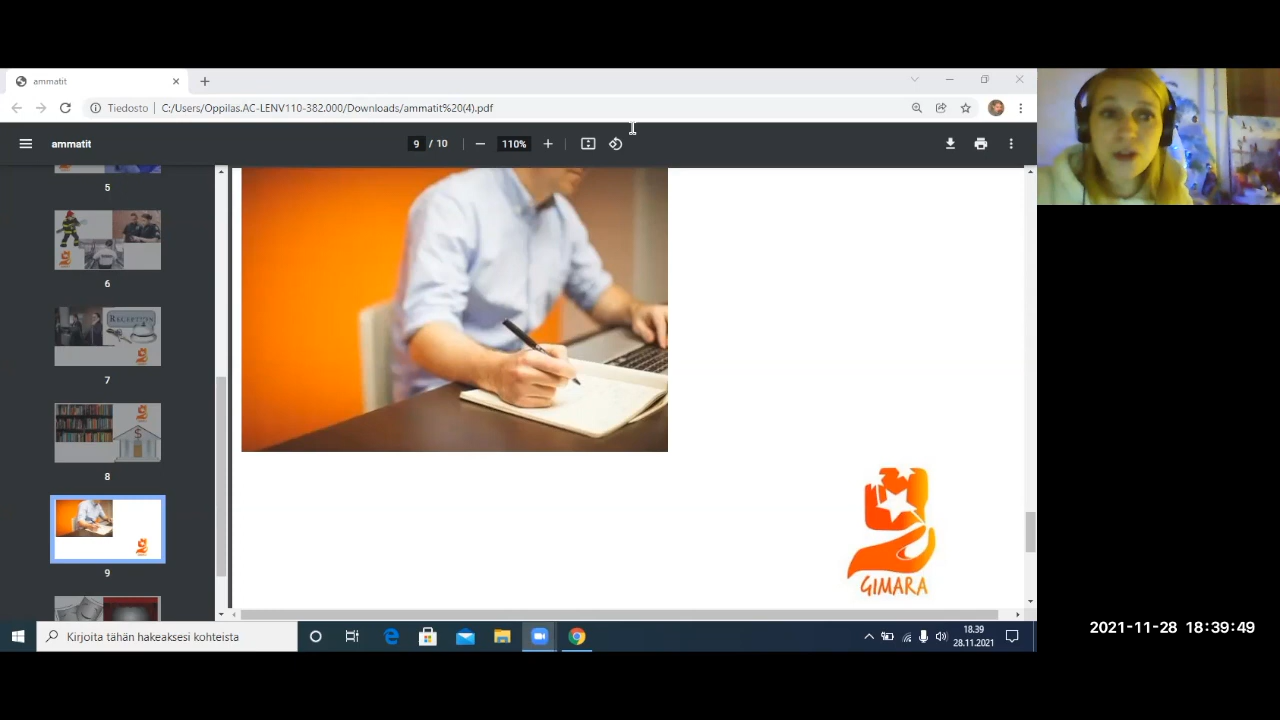 ammatit
Tiedosto C:/Users/Oppilas.AC-LENV110-382.000/Downloads/ammatit%20(4).pdf
ammatit
9 / 10
110%
5
6
RECEPTION
7
8
9
GIMARA
Kirjoita tähän hakeaksesi kohteista
18.39
28.11.2021
2021-11-28 18:39:49